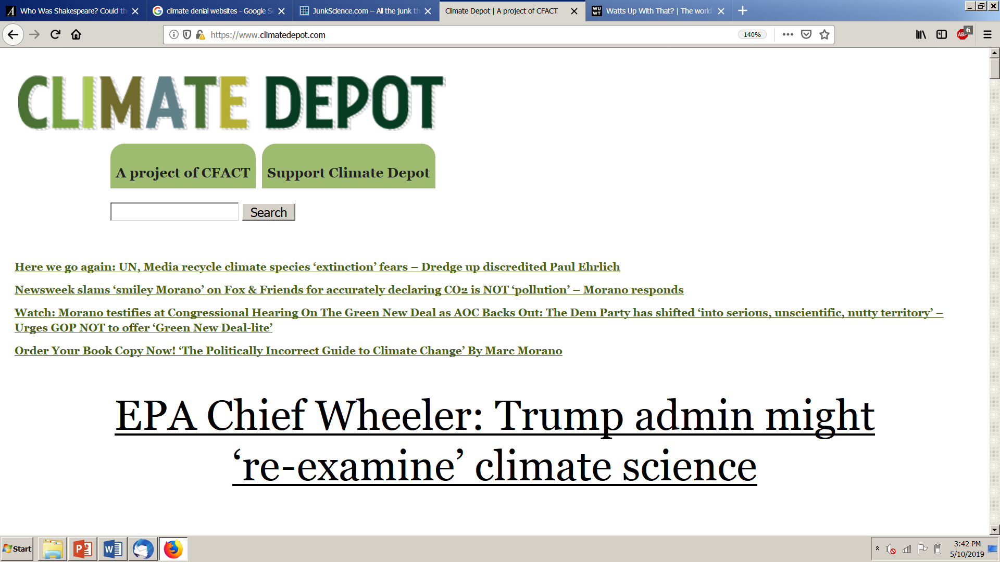 Who Was Shakespeare? Could the
climate denial websites - Google Se
JunkScience.com – All the junk th
Climate Depot | A project of CFACT
WU
WT
Watts Up With That? | The world'
https://www.climatedepot.com
140%
ABP
6
CLIMATE DEPOT
A project of CFACT
Support Climate Depot
Search
Here we go again: UN, Media recycle climate species ‘extinction’ fears – Dredge up discredited Paul Ehrlich
Newsweek slams ‘smiley Morano’ on Fox & Friends for accurately declaring CO2 is NOT ‘pollution’ – Morano responds
Watch: Morano testifies at Congressional Hearing On The Green New Deal as AOC Backs Out: The Dem Party has shifted ‘into serious, unscientific, nutty territory’ –
Urges GOP NOT to offer ‘Green New Deal-lite’
Order Your Book Copy Now! ‘The Politically Incorrect Guide to Climate Change’ By Marc Morano
EPA Chief Wheeler: Trump admin might
‘re-examine’ climate science
Start
3:42 PM
5/10/2019